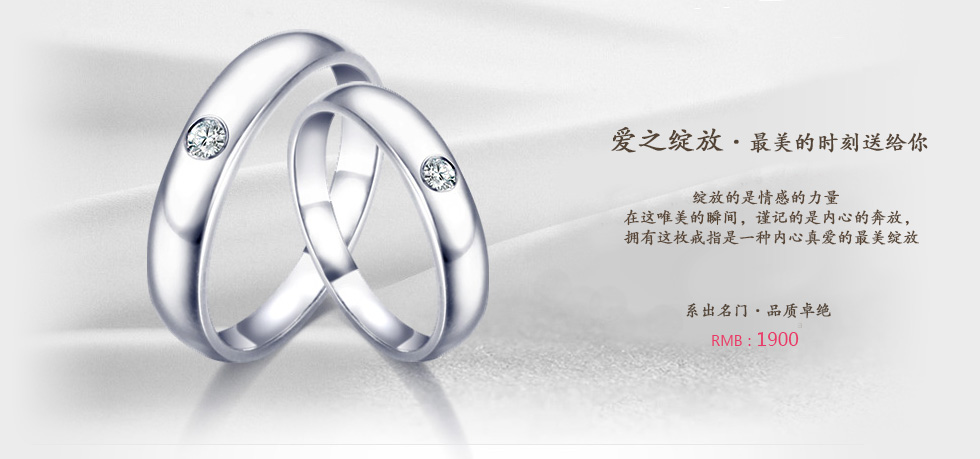 爱之绽放·最美的时刻送给你
绽放的是情感的力量
在这唯美的瞬间，谨记的是内心的奔放，
拥有这枚戒指是一种内心真爱的最美绽放
系出名门·品质卓绝
RMB：1900